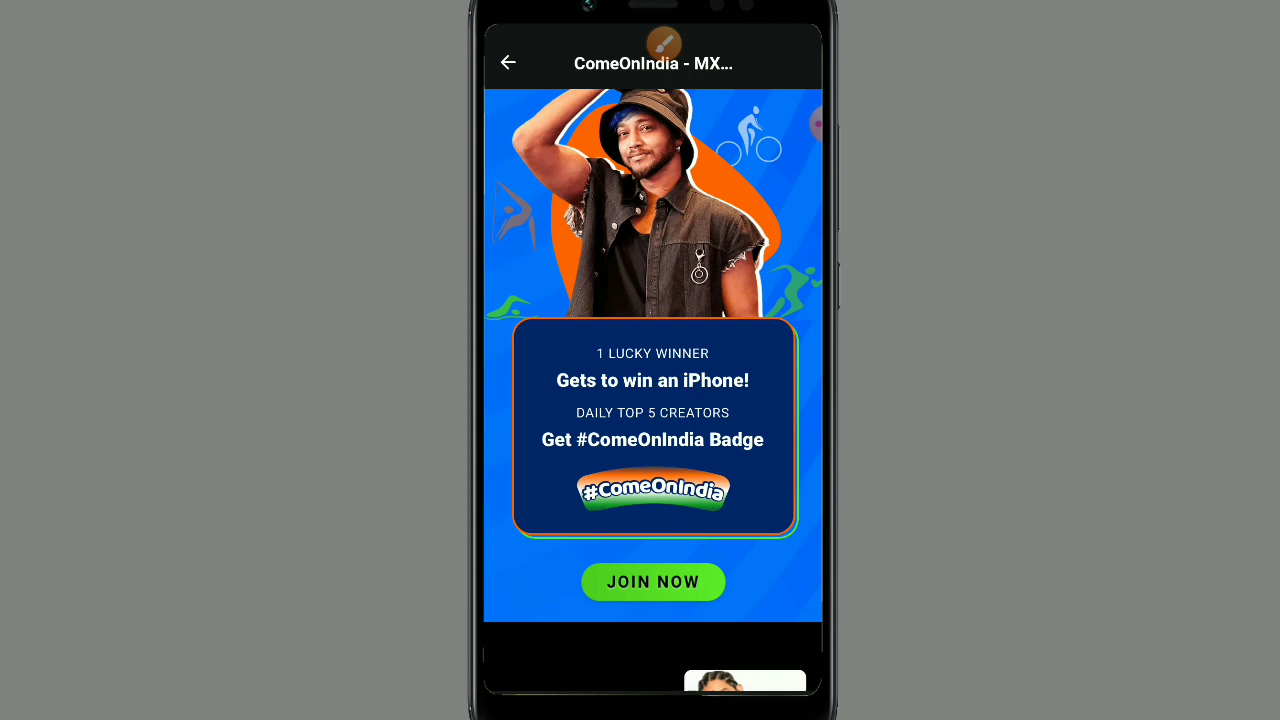 ComeOnIndia - MX...
1 LUCKY WINNER
Gets to win an iPhone!
DAILY TOP 5 CREATORS
Get #ComeOnIndia Badge
#ComeOnIndia
JOIN NOW